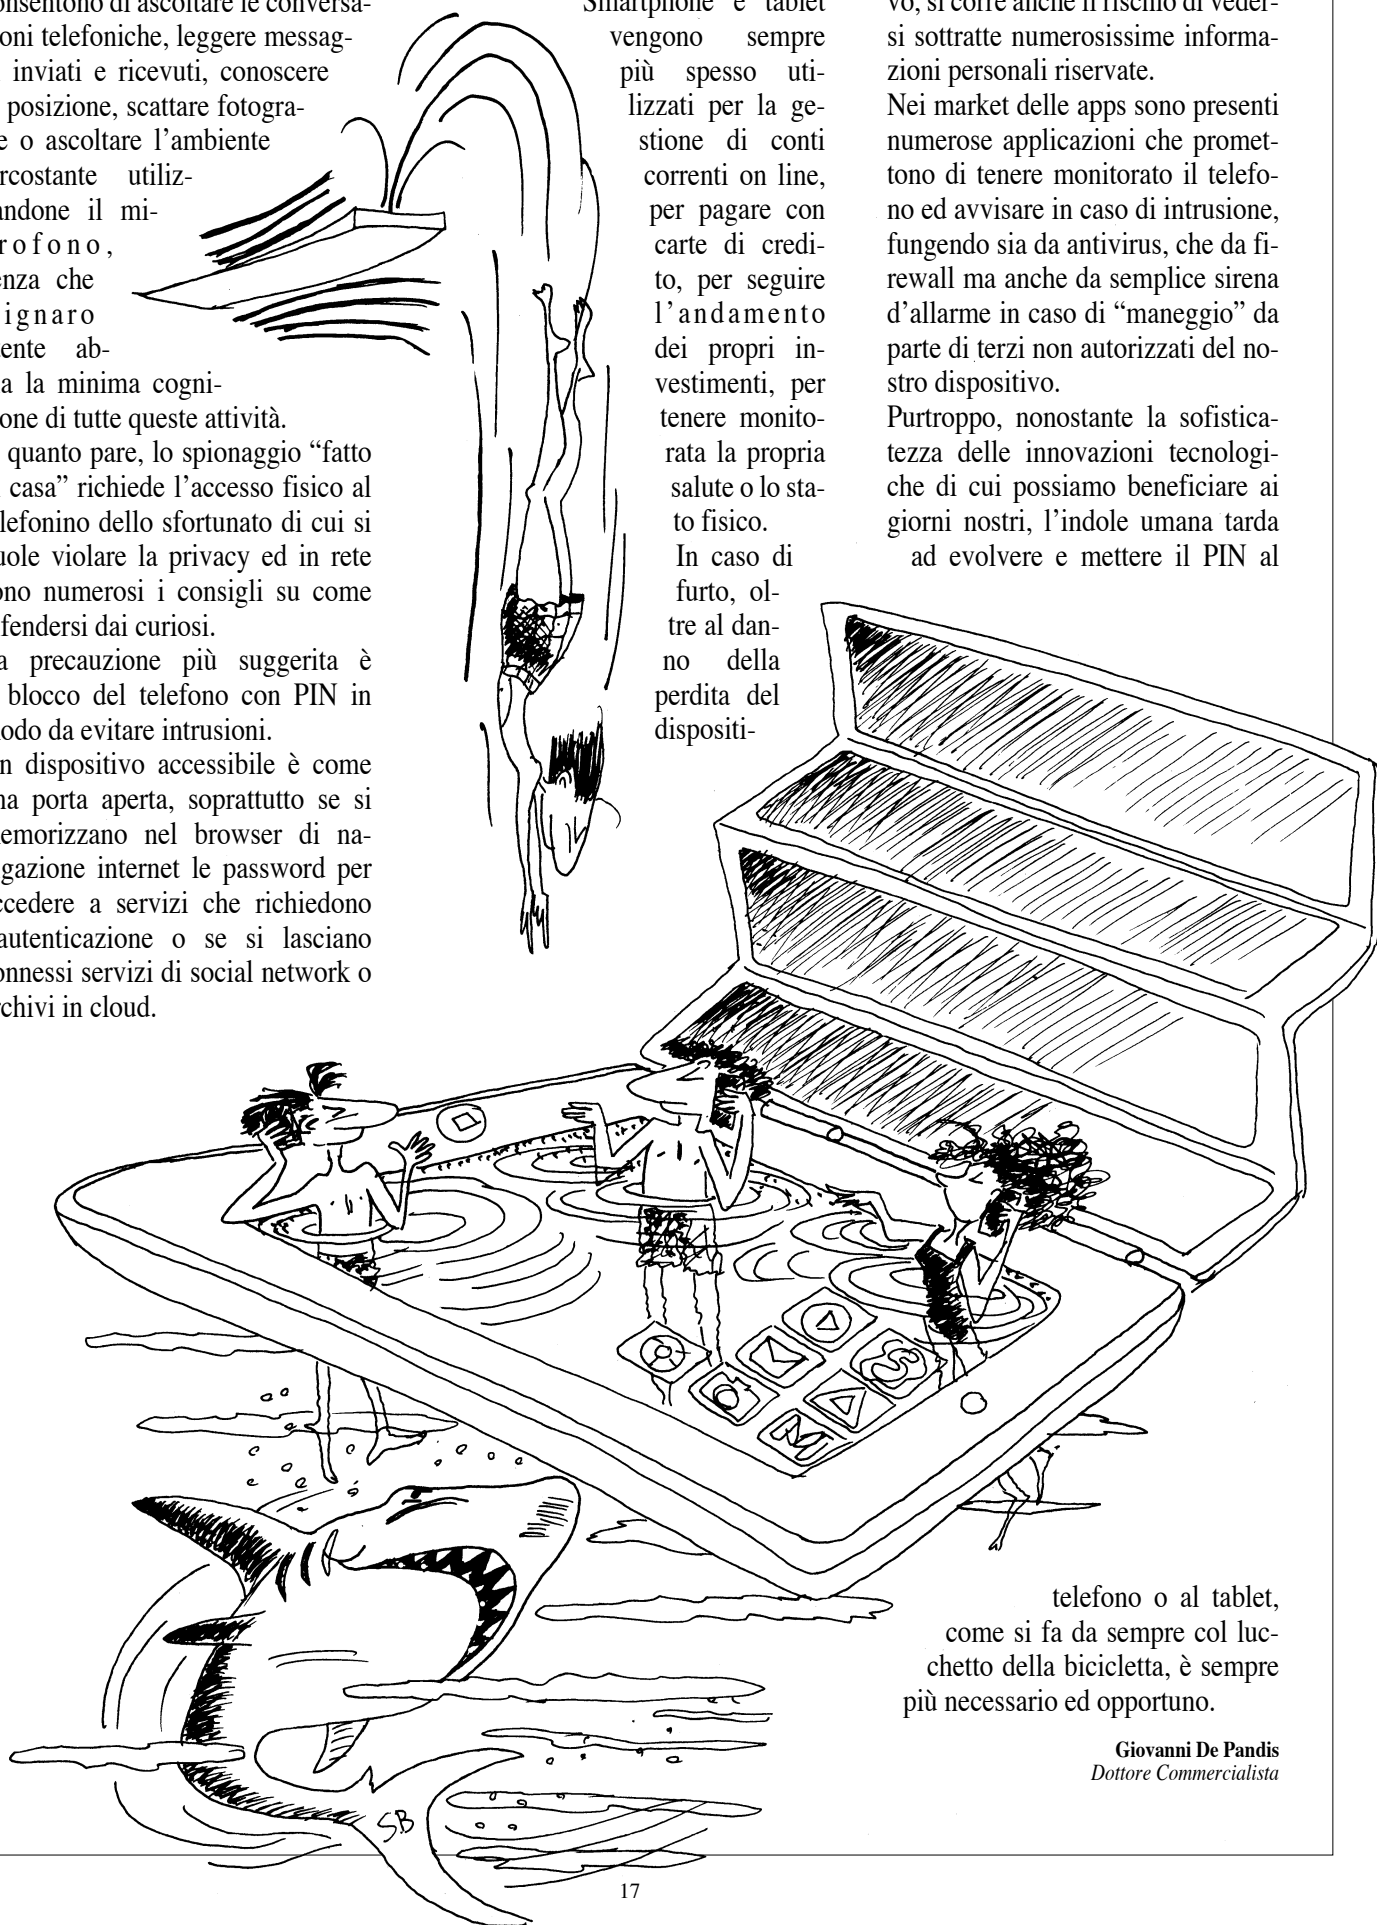 onsentono di ascoltare le conversa-
oni telefoniche, leggere messag-
inviati e ricevuti, conoscere
posizione, scattare fotogra-
e o ascoltare l’ambiente
rcostante utiliz-
andone il mi-
rofono,
enza che
ignaro
ente ab-
a la minima cogni-
one di tutte queste attività.
quanto pare, lo spionaggio “fatto
casa” richiede l’accesso fisico al
lefonino dello sfortunato di cui si
uole violare la privacy ed in rete
ono numerosi i consigli su come
fendersi dai curiosi.
a precauzione più suggerita è
blocco del telefono con PIN in
odo da evitare intrusioni.
n dispositivo accessibile è come
na porta aperta, soprattutto se si
emorizzano nel browser di na-
gazione internet le password per
ccedere a servizi che richiedono
autenticazione o se si lasciano
onnessi servizi di social network o
rchivi in cloud.
Smartphone e tablet
vengono sempre
più spesso uti-
lizzati per la ge-
stione di conti
correnti on line,
per pagare con
carte di credi-
to, per seguire
l’andamento
dei propri in-
vestimenti, per
tenere monito-
rata la propria
salute o lo sta-
to fisico.
In caso di
furto, ol-
tre al dan-
no della
perdita del
dispositi-
vo, si corre anche il rischio di veder-
si sottratte numerosissime informa-
zioni personali riservate.
Nei market delle apps sono presenti
numerose applicazioni che promet-
tono di tenere monitorato il telefo-
no ed avvisare in caso di intrusione,
fungendo sia da antivirus, che da fi-
rewall ma anche da semplice sirena
d’allarme in caso di “maneggio” da
parte di terzi non autorizzati del no-
stro dispositivo.
Purtroppo, nonostante la sofistica-
tezza delle innovazioni tecnologi-
che di cui possiamo beneficiare ai
giorni nostri, l’indole umana tarda
ad evolvere e mettere il PIN al
telefono o al tablet,
come si fa da sempre col luc-
chetto della bicicletta, è sempre
più necessario ed opportuno.
Giovanni De Pandis
Dottore Commercialista
S
M
SB
17